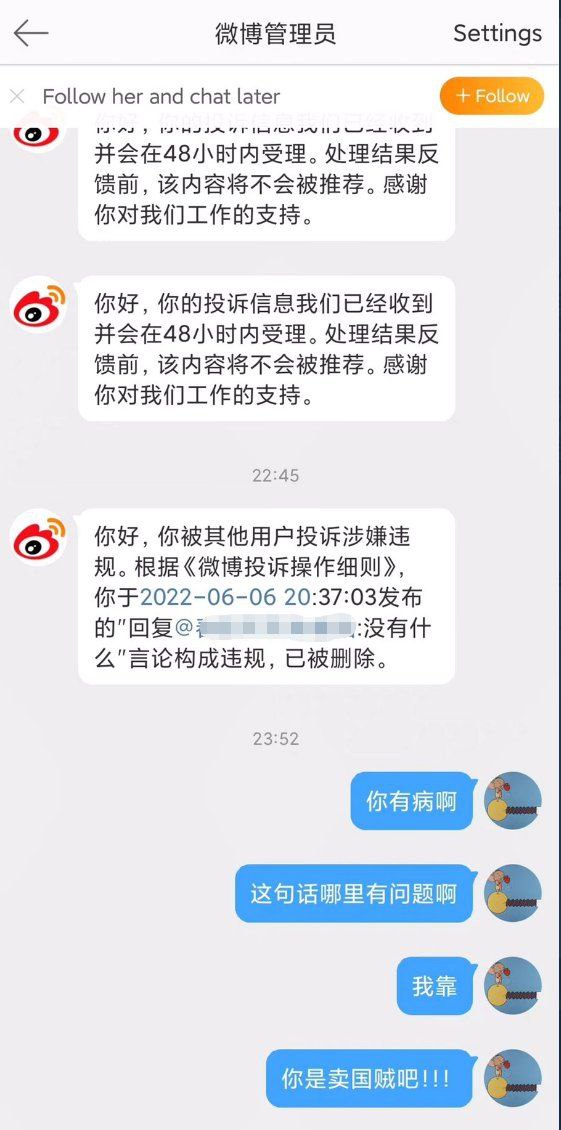 微博管理员
Settings
Follow her and chat later
+ Follow
你好，你的投诉信息我们已经收到
并会在48小时内受理。处理结果反
馈前，该内容将不会被推荐。感谢
你对我们工作的支持。
你好，你的投诉信息我们已经收到
并会在48小时内受理。处理结果反
馈前，该内容将不会被推荐。感谢
你对我们工作的支持。
22:45
你好，你被其他用户投诉涉嫌违
规。根据《微博投诉操作细则》，
你于2022-06-06 20:37:03发布
的"回复@ :没有什
么"言论构成违规，已被删除。
23:52
你有病啊
这句话哪里有问题啊
我靠
你是卖国贼吧!!!